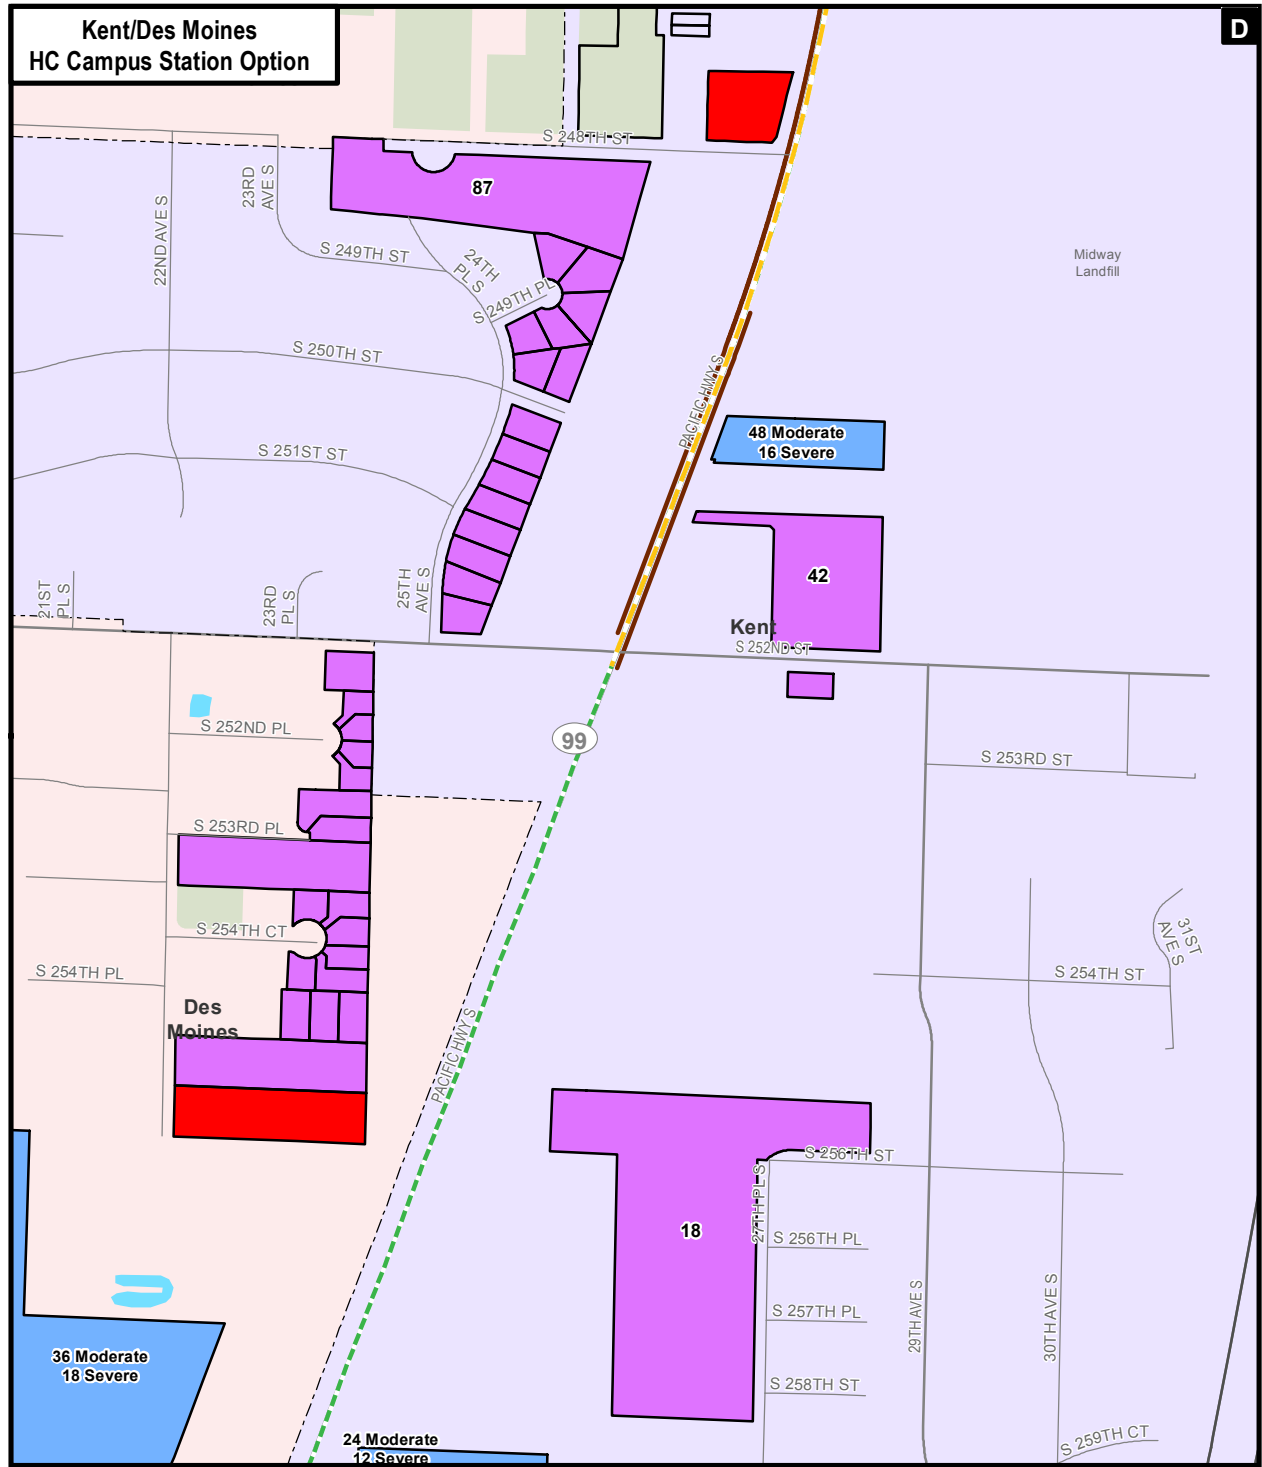 Kent/Des Moines
HC Campus Station Option
D
S 248TH ST
87
23RD
AVE S
22ND AVE S
S 249TH ST
24TH
PL S
S 249TH PL
Midway
Landfill
S 250TH ST
PACIFIC HWY S
48 Moderate
16 Severe
S 251ST ST
42
21ST
PL S
23RD
PL S
25TH
AVE S
Kent
S 252ND ST
S 252ND PL
99
S 253RD ST
S 253RD PL
S 254TH CT
31ST
AVE S
S 254TH PL
S 254TH ST
Des
Moines
PACIFIC HWY S
S 256TH ST
27TH PL S
18
S 256TH PL
S 257TH PL
29TH AVE S
30TH AVE S
36 Moderate
18 Severe
S 258TH ST
24 Moderate
12 Severe
S 259TH CT